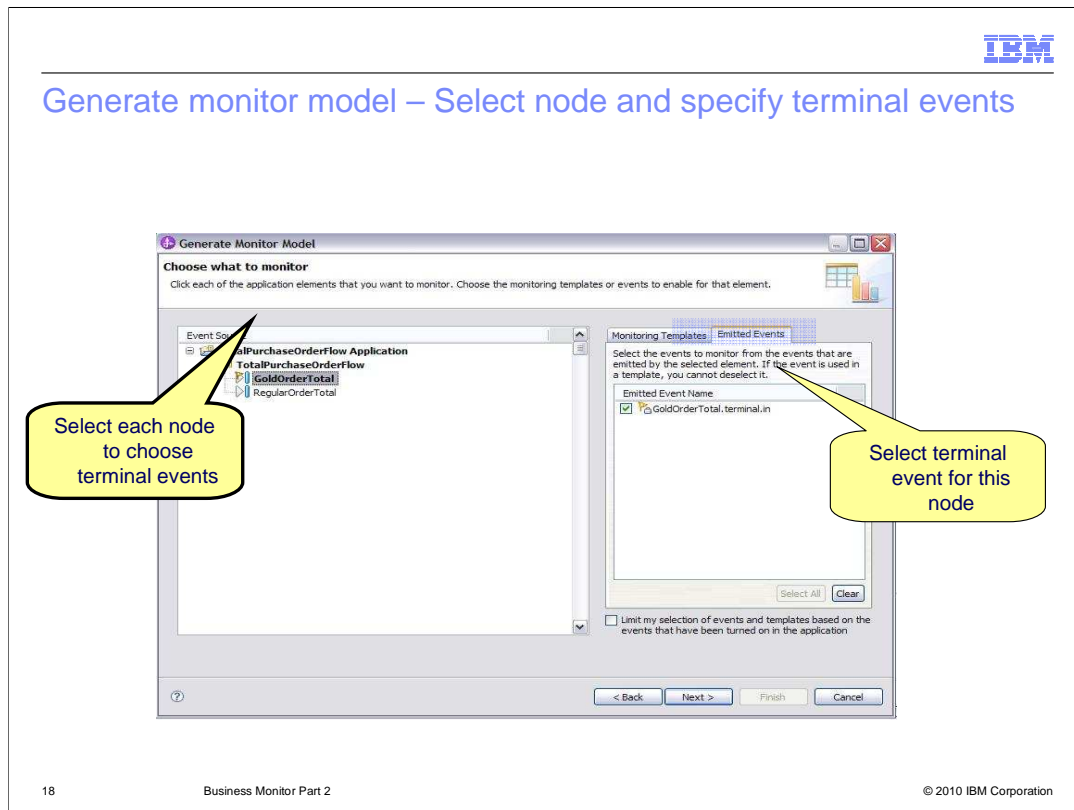 IBM
Generate monitor model – Select node and specify terminal events
Generate Monitor Model
Choose what to monitor
Click each of the application elements that you want to monitor. Choose the monitoring templates or events to enable for that element.
Event Sou
alPurchaseOrderFlow Application
TotalPurchaseOrderFlow
GoldOrderTotal
RegularOrderTotal
Monitoring Templates
Emitted Events
Select the events to monitor from the events that are
emitted by the selected element. If the event is used in
a template, you cannot deselect it.
Emitted Event Name
GoldOrderTotal.terminal.in
Select each node
to choose
terminal events
Select terminal
event for this
node
Select All
Clear
Limit my selection of events and templates based on the
events that have been turned on in the application
?
< Back
Next >
Finish
Cancel
18
Business Monitor Part 2
© 2010 IBM Corporation